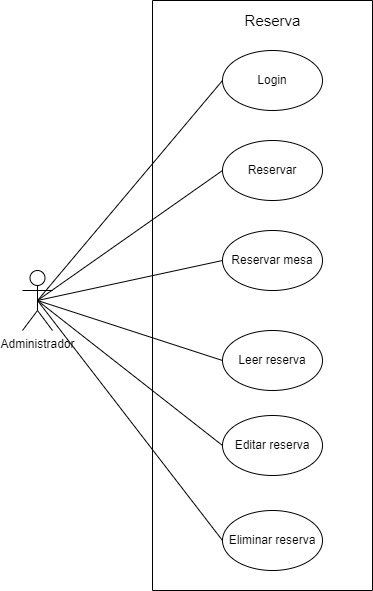 Reserva
Login
Reservar
Reservar mesa
Administrador
Leer reserva
Editar reserva
Eliminar reserva